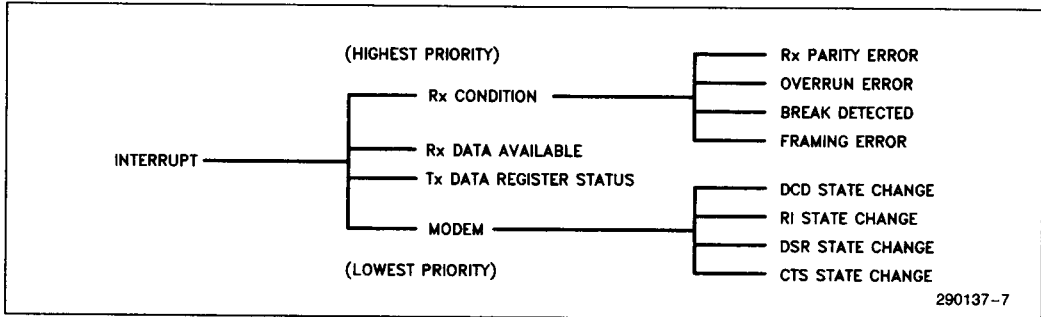 (HIGHEST PRIORITY)
Rx PARITY ERROR
OVERRUN ERROR
Rx CONDITION
BREAK DETECTED
FRAMING ERROR
INTERRUPT
Rx DATA AVAILABLE
Tx DATA REGISTER STATUS
DCD STATE CHANGE
RI STATE CHANGE
MODEM
DSR STATE CHANGE
(LOWEST PRIORITY)
CTS STATE CHANGE
290137-7